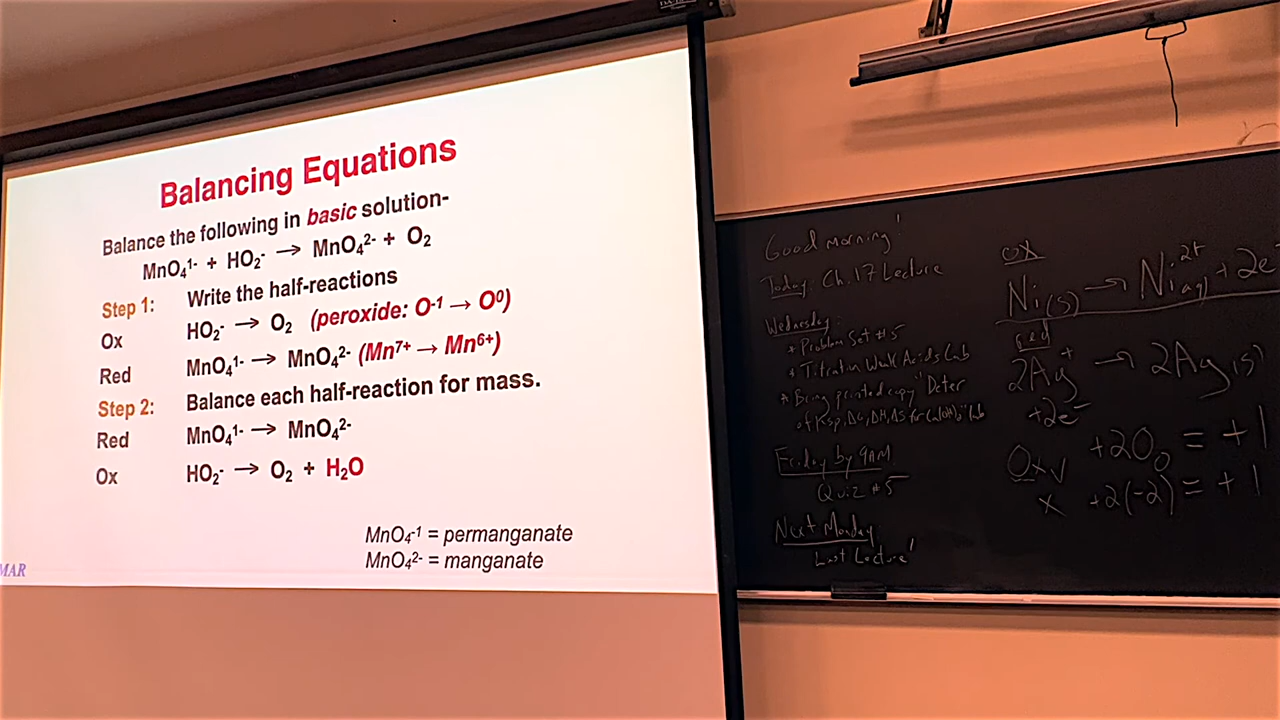 Balancing Equations
Balance the following in basic solution-
MnO₄¹⁻ + HO₂⁻ → MnO₄²⁻ + O₂
Step 1: Write the half-reactions
Ox HO₂⁻ → O₂ (peroxide: O⁻¹ → O⁰)
Red MnO₄¹⁻ → MnO₄²⁻ (Mn⁷⁺ → Mn⁶⁺)
Step 2: Balance each half-reaction for mass.
Red MnO₄¹⁻ → MnO₄²⁻
Ox HO₂⁻ → O₂ + H₂O
MnO₄⁻¹ = permanganate
MnO₄²⁻ = manganate
MAR
Good morning!
Today: Ch. 17 Lecture
Wednesday:
* Problem Set #5
* Titration Weak Acids Lab
* Bring printed copy "Deter
of Ksp, ΔG, ΔH, ΔS for Ca(OH)₂" lab
Friday by 9AM
Quiz #5
Next Monday:
Last Lecture!
OX
Ni(s) → Ni²⁺(aq) + 2e⁻
red
2Ag⁺ → 2Ag(s)
+2e⁻
+2O = +1
x +2(-2) = +1